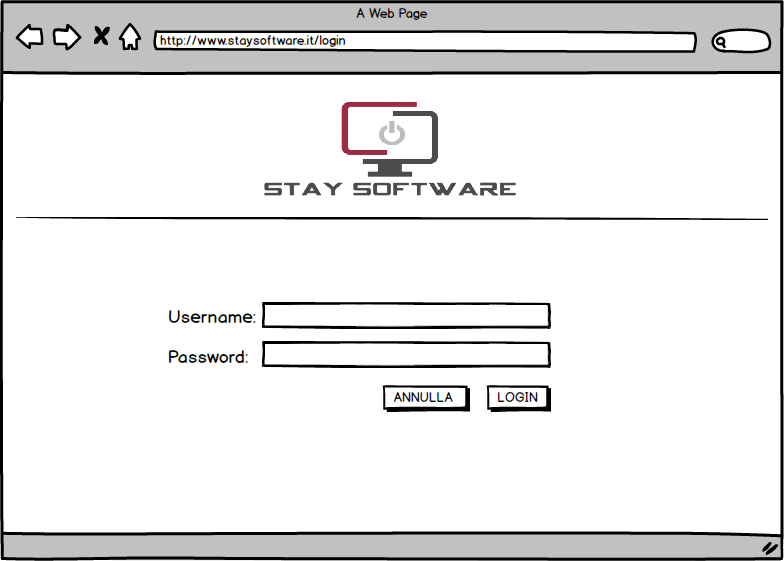 A Web Page
http://www.staysoftware.it/login
STAY SOFTWARE
Username:
Password:
ANNULLA LOGIN